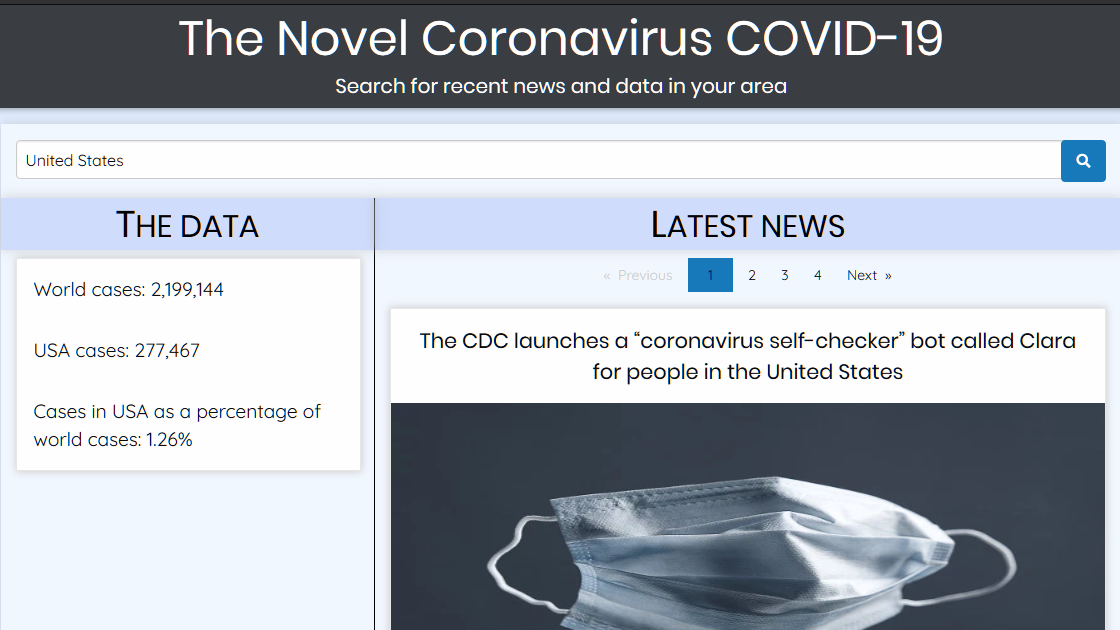 The Novel Coronavirus COVID-19
Search for recent news and data in your area
United States
THE DATA
World cases: 2,199,144
USA cases: 277,467
Cases in USA as a percentage of
world cases: 1.26%
LATEST NEWS
« Previous 1 2 3 4 Next »
The CDC launches a “coronavirus self-checker” bot called Clara
for people in the United States